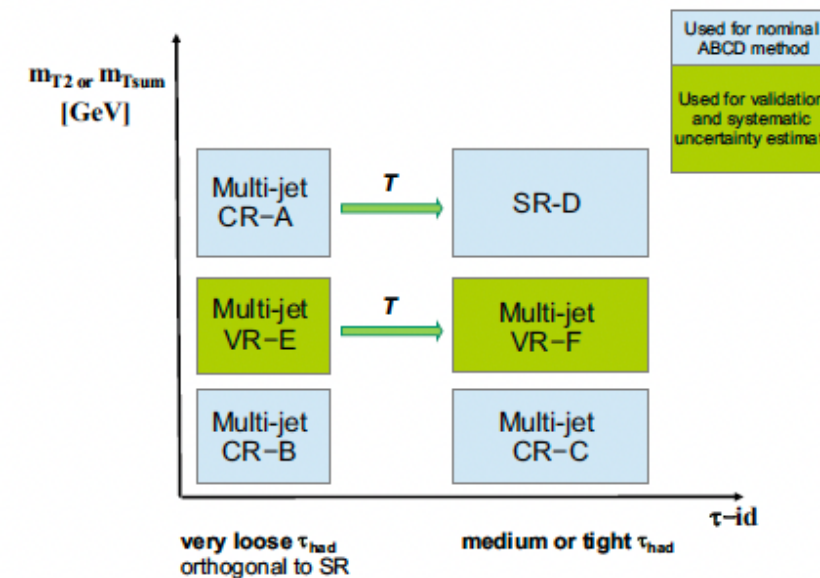 Used for nominal
ABCD method
Used for validation
and systematic
uncertainty estimat
mT2 or mTsum
[GeV]
Multi-jet
CR−A
T
SR-D
Multi-jet
VR−E
T
Multi-jet
VR−F
Multi-jet
CR−B
Multi-jet
CR−C
τ−id
very loose τhad
orthogonal to SR
medium or tight τhad